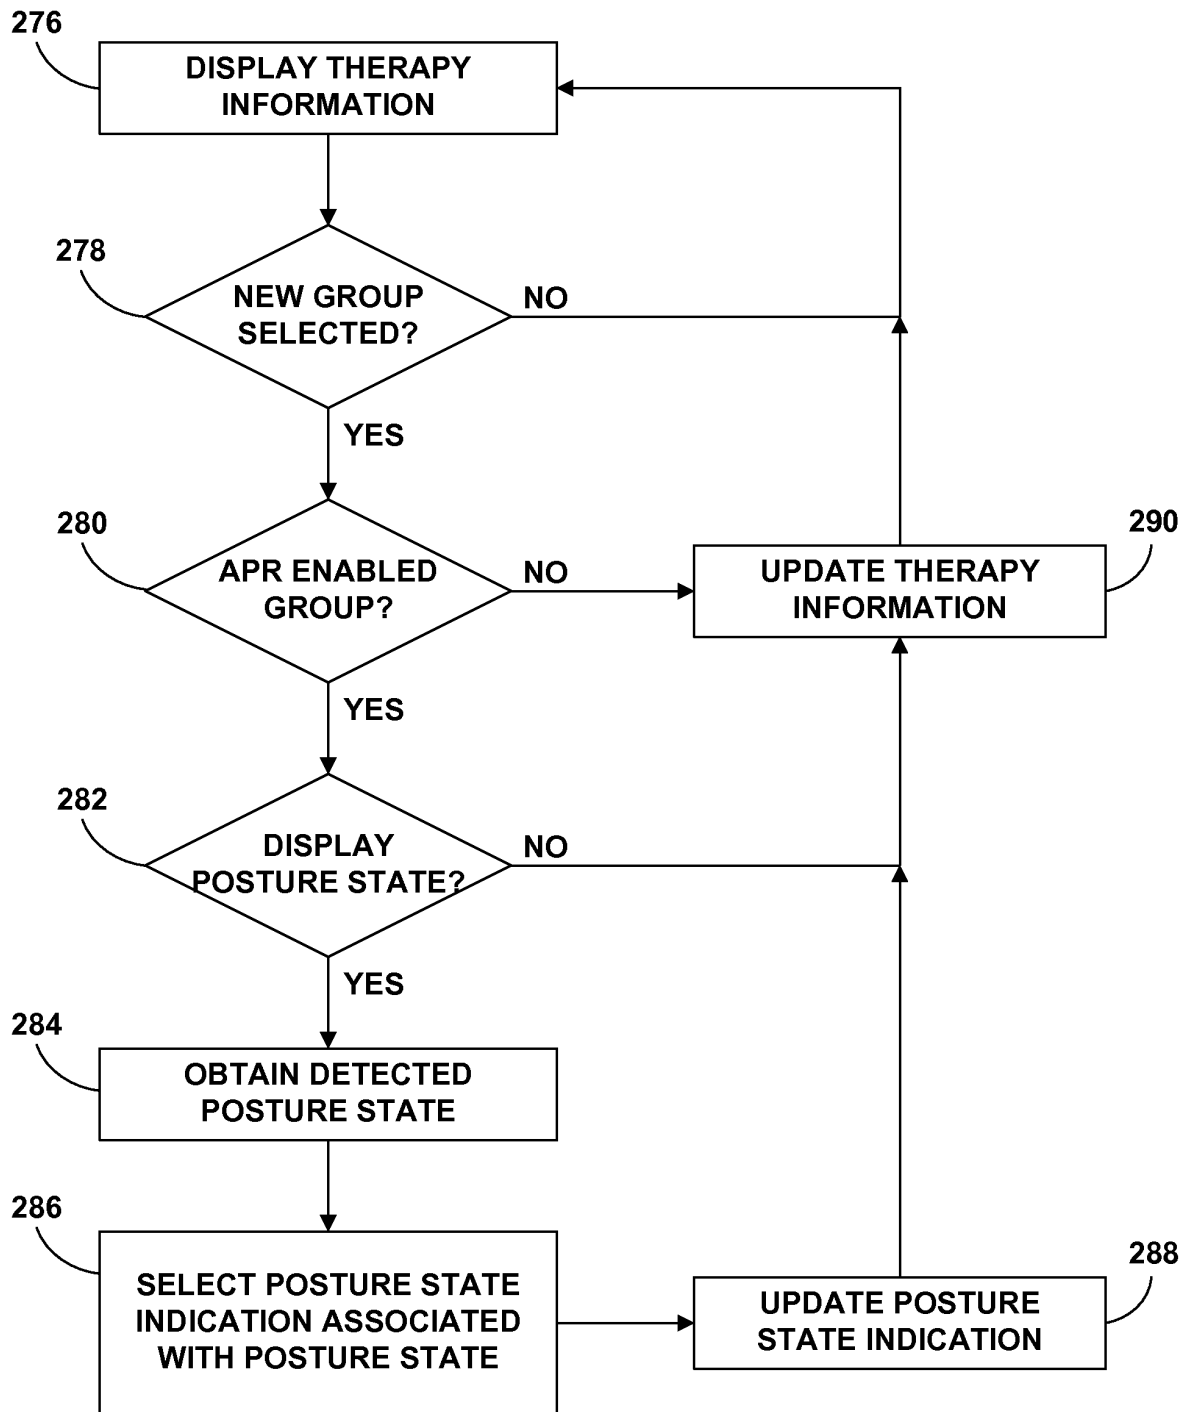 276
DISPLAY THERAPY
INFORMATION
278
NEW GROUP
SELECTED?
NO
YES
280
APR ENABLED
GROUP?
NO
UPDATE THERAPY
INFORMATION
290
YES
282
DISPLAY
POSTURE STATE?
NO
YES
284
OBTAIN DETECTED
POSTURE STATE
286
SELECT POSTURE STATE
INDICATION ASSOCIATED
WITH POSTURE STATE
UPDATE POSTURE
STATE INDICATION
288